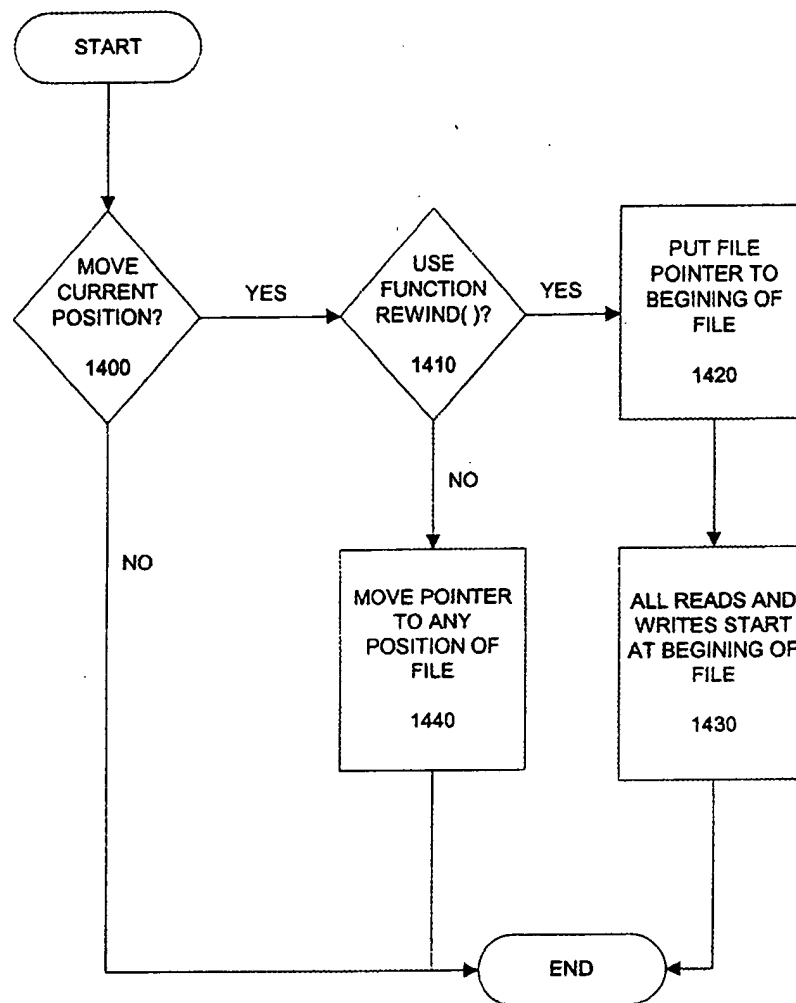 START
MOVE
CURRENT
POSITION?
1400
YES
USE
FUNCTION
REWIND( )?
1410
YES
PUT FILE
POINTER TO
BEGINING OF
FILE
1420
NO
NO
MOVE POINTER
TO ANY
POSITION OF
FILE
1440
ALL READS AND
WRITES START
AT BEGINING OF
FILE
1430
END